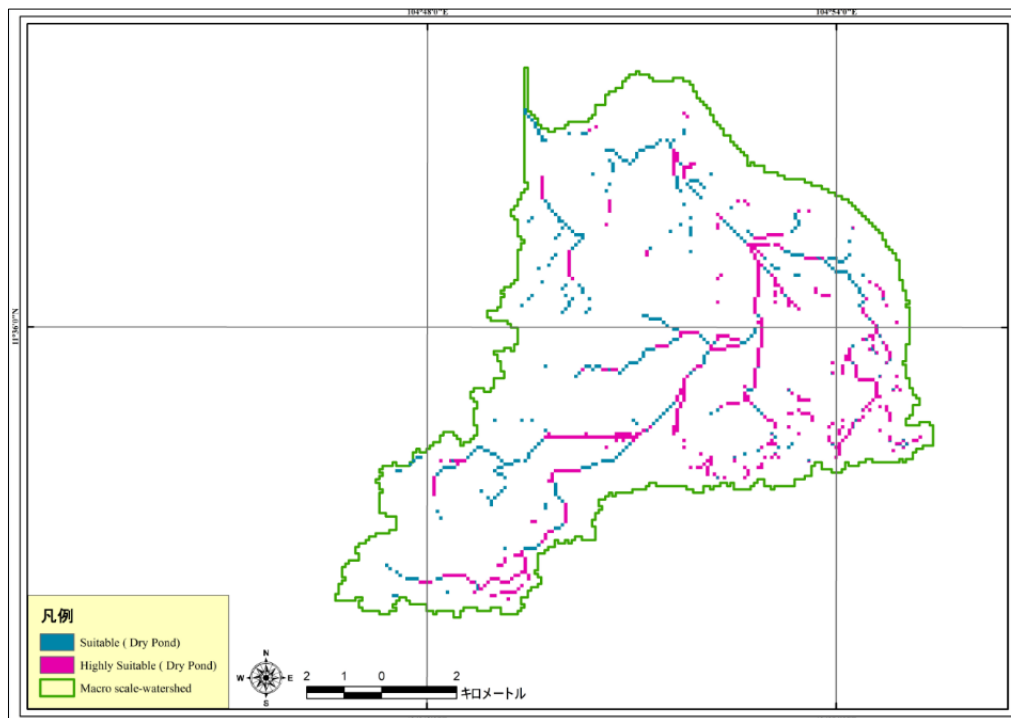 104°48'0"E
104°54'0"E
11°36'0"N
凡例
Suitable ( Dry Pond)
Highly Suitable ( Dry Pond)
Macro scale-watershed
N
W
E
S
2 1 0 2
キロメートル